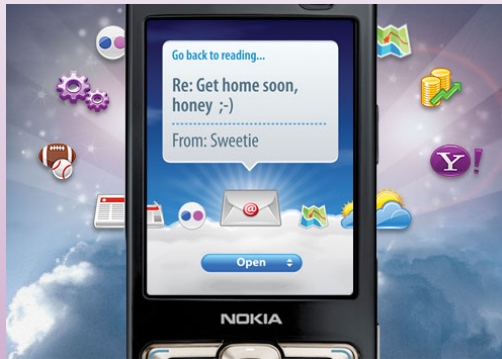 Go back to reading...
Re: Get home soon,
honey ;-)
From: Sweetie
@
Open
Y!
NOKIA